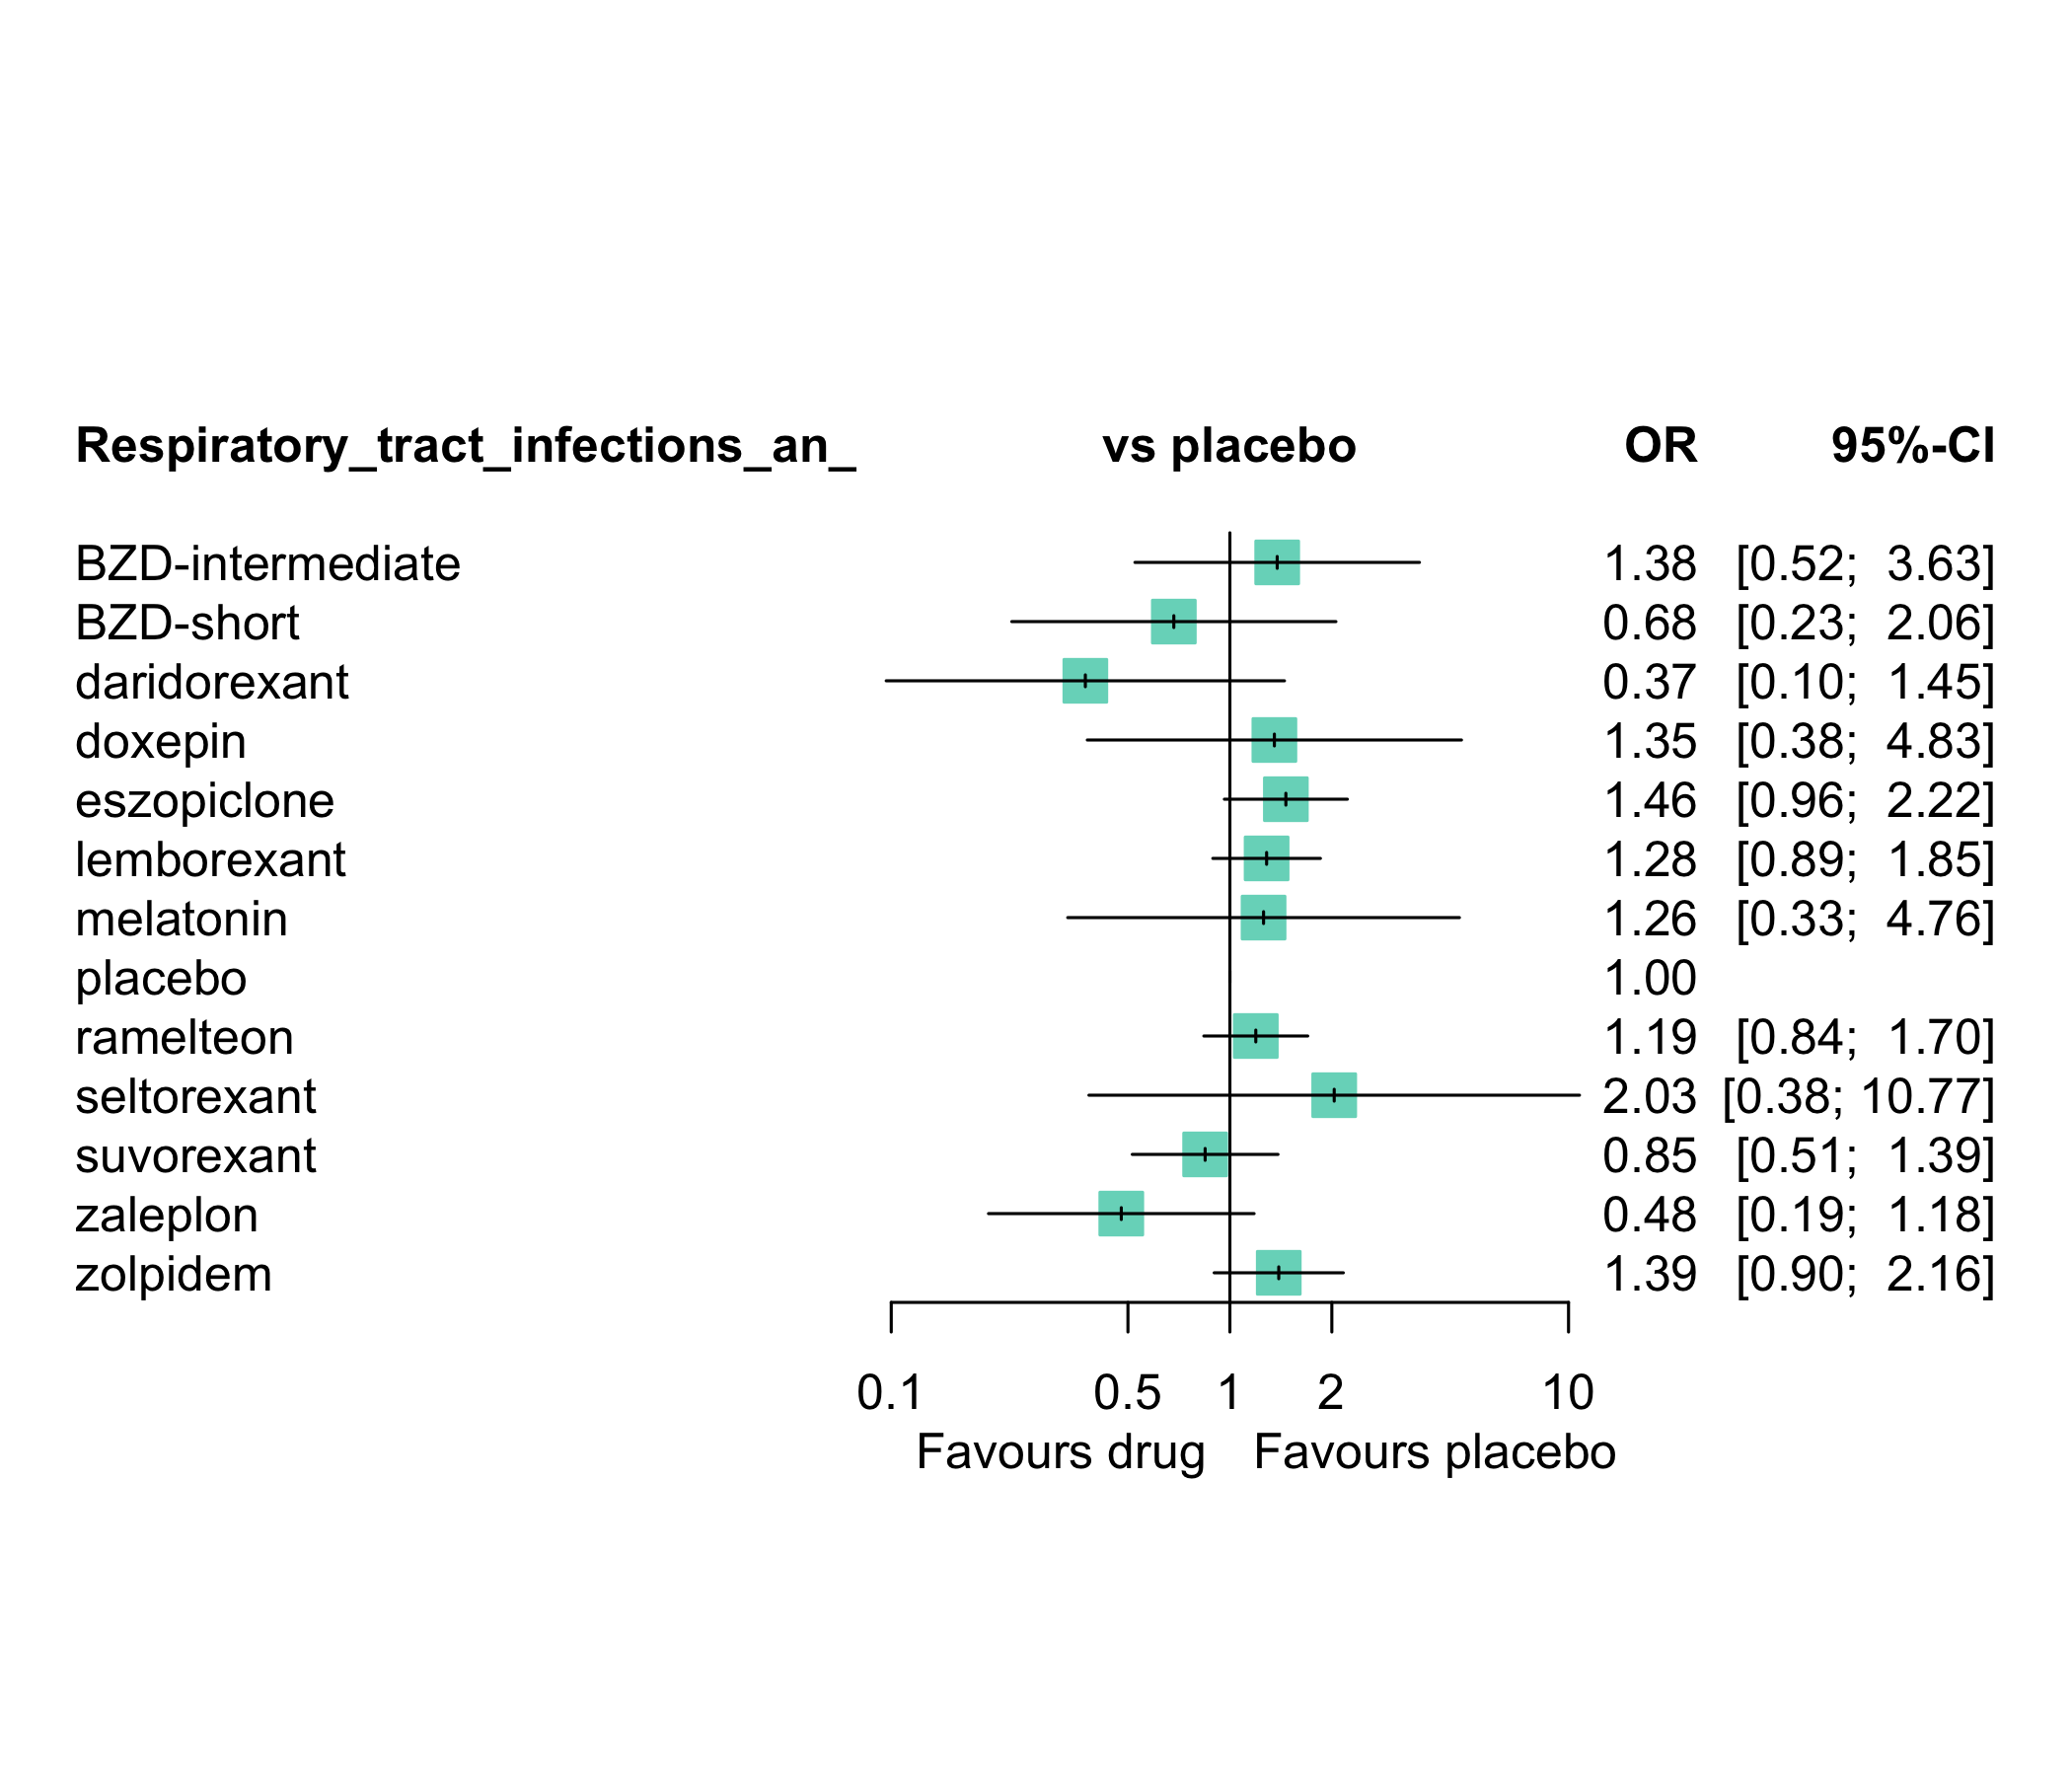 Respiratory_tract_infections_an_ vs placebo OR 95%-CI
BZD-intermediate 1.38 [0.52; 3.63]
BZD-short 0.68 [0.23; 2.06]
daridorexant 0.37 [0.10; 1.45]
doxepin 1.35 [0.38; 4.83]
eszopiclone 1.46 [0.96; 2.22]
lemborexant 1.28 [0.89; 1.85]
melatonin 1.26 [0.33; 4.76]
placebo 1.00
ramelteon 1.19 [0.84; 1.70]
seltorexant 2.03 [0.38; 10.77]
suvorexant 0.85 [0.51; 1.39]
zaleplon 0.48 [0.19; 1.18]
zolpidem 1.39 [0.90; 2.16]
0.1 0.5 1 2 10
Favours drug Favours placebo